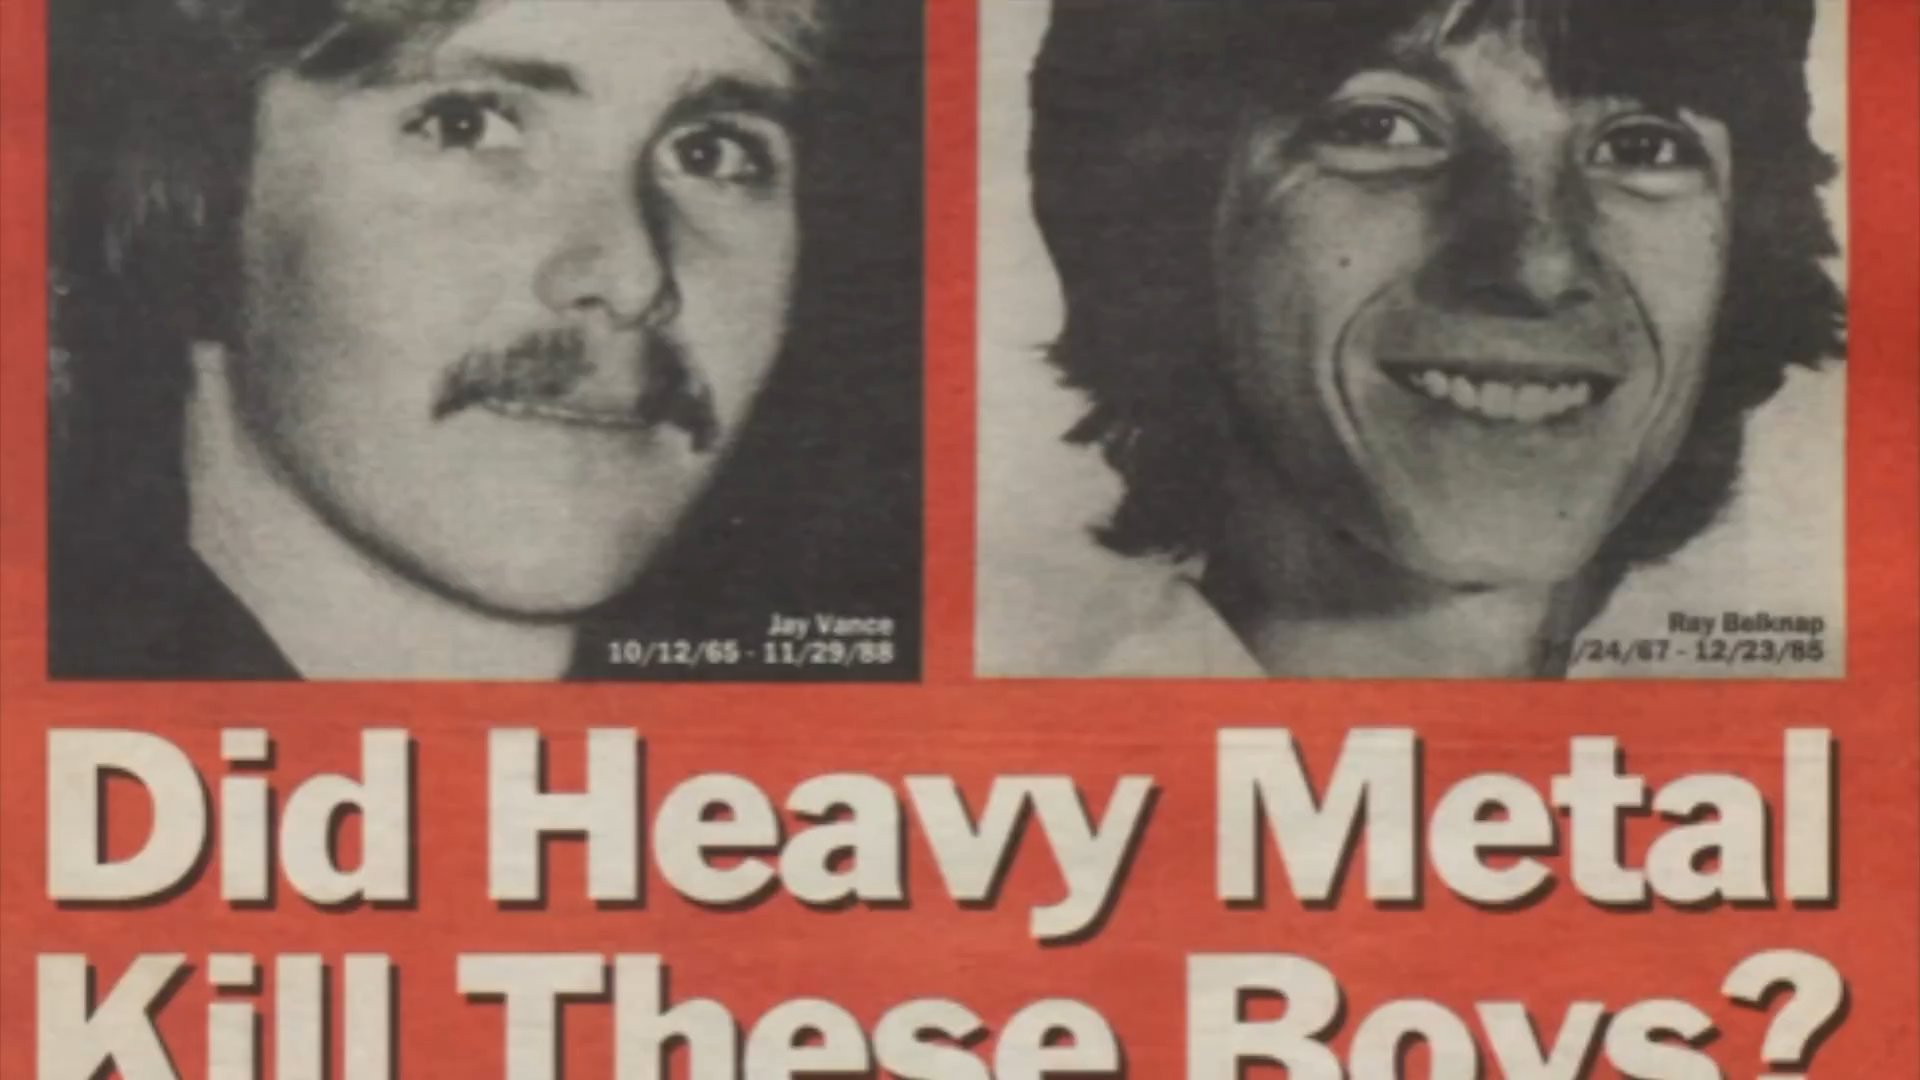 Jay Vance
10/12/65 - 11/29/88
Ray Belknap
/24/67 - 12/23/85
Did Heavy Metal
Kill These Boys?